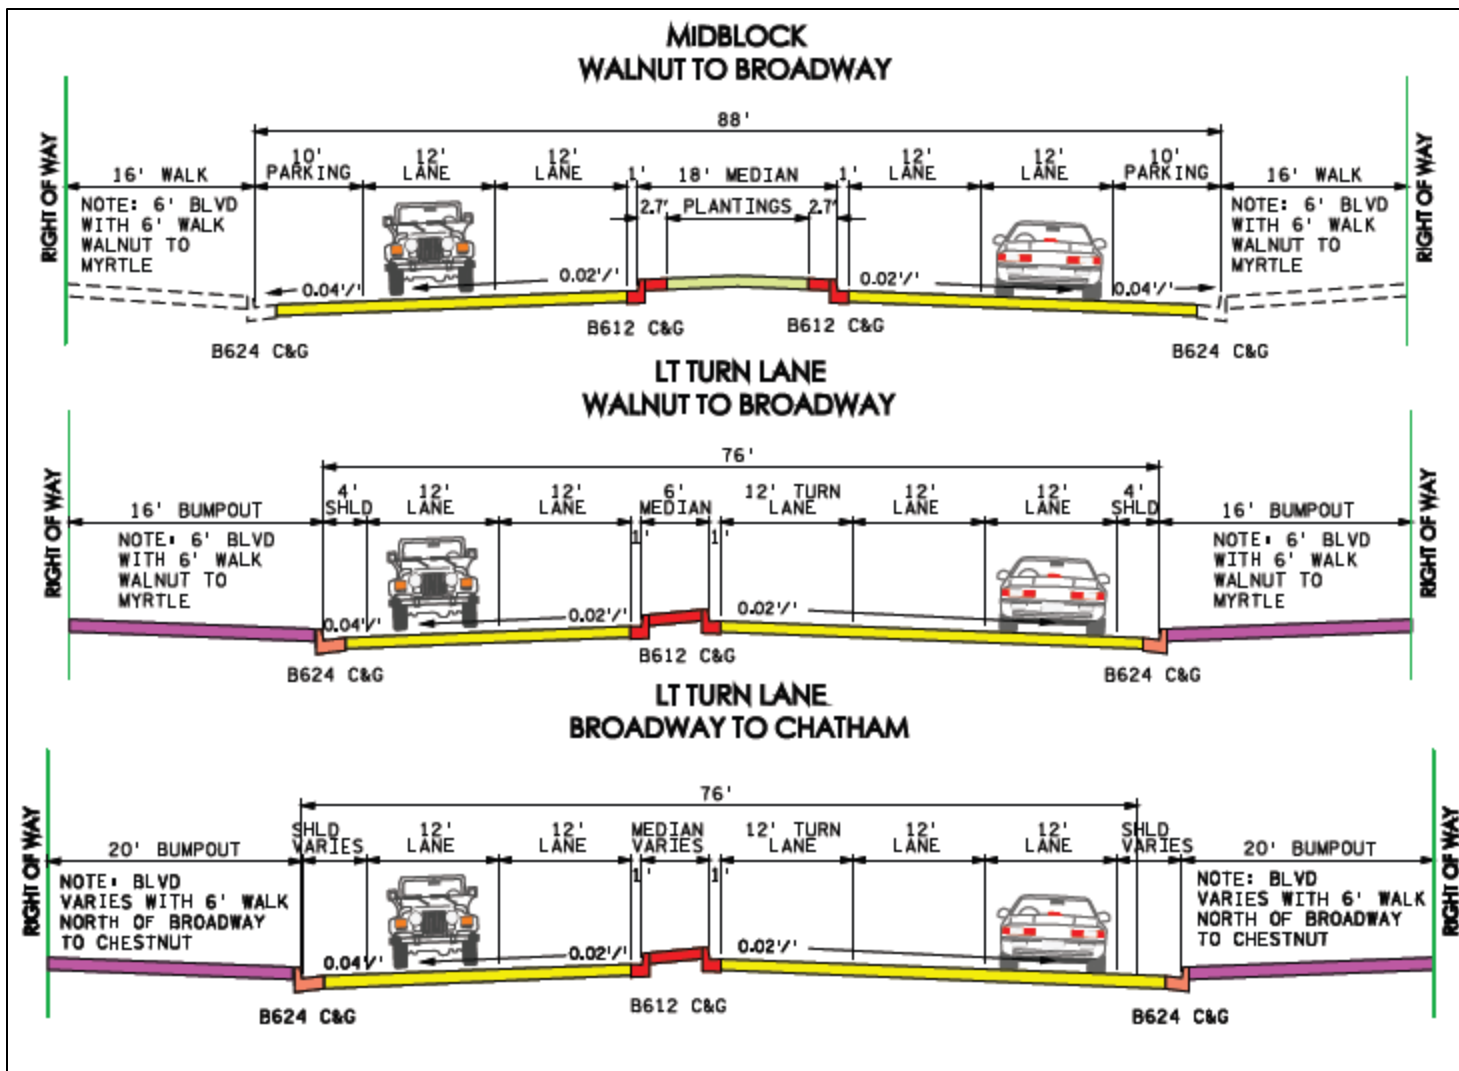 MIDBLOCK
WALNUT TO BROADWAY
88'
RIGHT OF WAY
16' WALK
10' PARKING
12' LANE
12' LANE
1'
18' MEDIAN
1'
12' LANE
12' LANE
10' PARKING
16' WALK
RIGHT OF WAY
NOTE: 6' BLVD
WITH 6' WALK
WALNUT TO
MYRTLE
2.7'
PLANTINGS
2.7'
NOTE: 6' BLVD
WITH 6' WALK
WALNUT TO
MYRTLE
0.04'/'
0.02'/'
0.02'/'
0.04'/'
B624 C&G
B612 C&G
B612 C&G
B624 C&G
LT TURN LANE
WALNUT TO BROADWAY
76'
RIGHT OF WAY
16' BUMPOUT
4' SHLD
12' LANE
12' LANE
6' MEDIAN
12' TURN LANE
12' LANE
12' LANE
4' SHLD
16' BUMPOUT
RIGHT OF WAY
1'
1'
NOTE: 6' BLVD
WITH 6' WALK
WALNUT TO
MYRTLE
NOTE: 6' BLVD
WITH 6' WALK
WALNUT TO
MYRTLE
0.04'/'
0.02'/'
0.02'/'
B624 C&G
B612 C&G
B624 C&G
LT TURN LANE
BROADWAY TO CHATHAM
76'
RIGHT OF WAY
20' BUMPOUT
SHLD VARIES
12' LANE
12' LANE
MEDIAN VARIES
12' TURN LANE
12' LANE
12' LANE
SHLD VARIES
20' BUMPOUT
RIGHT OF WAY
1'
1'
NOTE: BLVD
VARIES WITH 6' WALK
NORTH OF BROADWAY
TO CHESTNUT
NOTE: BLVD
VARIES WITH 6' WALK
NORTH OF BROADWAY
TO CHESTNUT
0.04'/'
0.02'/'
0.02'/'
B624 C&G
B612 C&G
B624 C&G